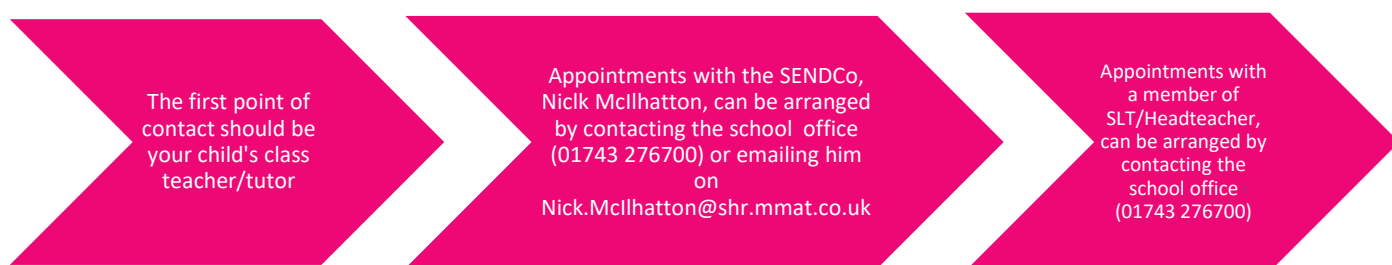 The first point of
contact should be
your child's class
teacher/tutor
Appointments with the SENDCo,
Niclk McIlhatton, can be arranged
by contacting the school  office
(01743 276700) or emailing him
on
Nick.McIlhatton@shr.mmat.co.uk
Appointments with
a member of
SLT/Headteacher,
can be arranged by
contacting the
school office
(01743 276700)